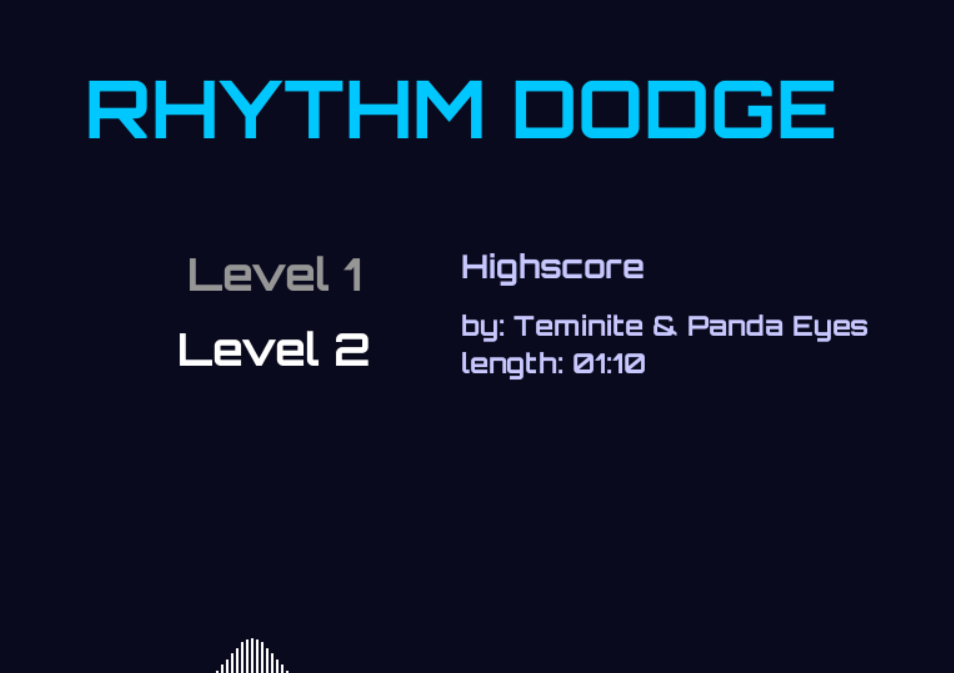 RHYTHM DODGE
Level 1
Level 2
Highscore
by: Teminite & Panda Eyes
length: 01:10